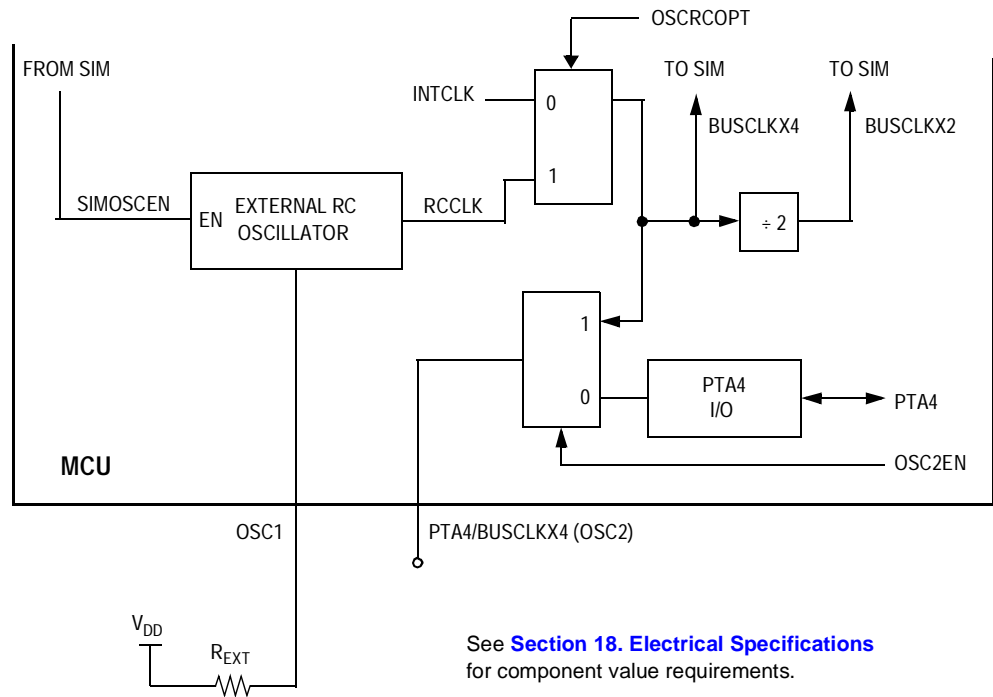 OSCRCOPT
FROM SIM
TO SIM
TO SIM
INTCLK
0
BUSCLKX4
BUSCLKX2
1
SIMOSCEN
EN
EXTERNAL RC
OSCILLATOR
RCCLK
÷ 2
1
0
PTA4
I/O
PTA4
MCU
OSC2EN
OSC1
PTA4/BUSCLKX4 (OSC2)
VDD
REXT
See Section 18. Electrical Specifications
for component value requirements.